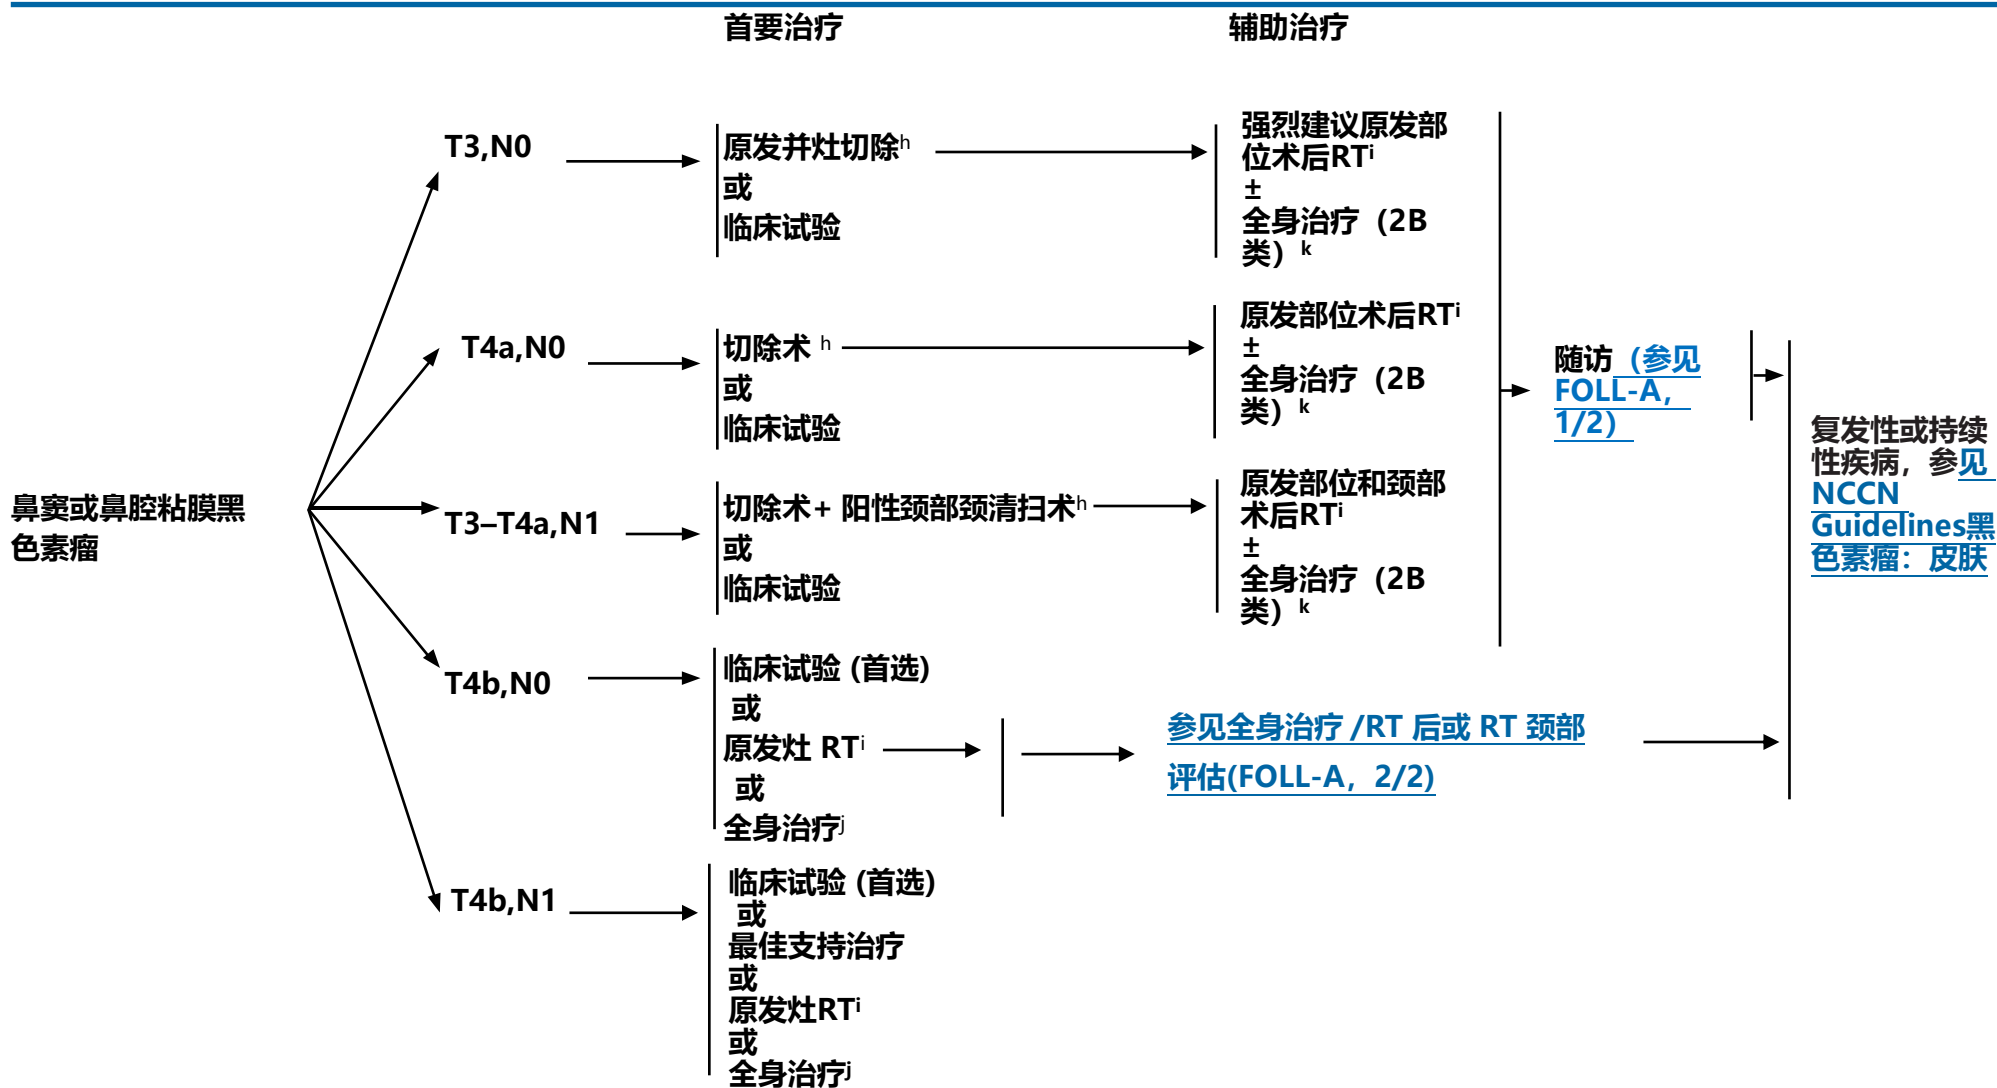 首要治疗
辅助治疗
鼻窦或鼻腔粘膜黑
色素瘤
T3,N0
原发并灶切除h
或
临床试验
强烈建议原发部
位术后RTi
±
全身治疗（2B
类）k
T4a,N0
切除术 h
或
临床试验
原发部位术后RTi
±
全身治疗（2B
类）k
T3–T4a,N1
切除术+ 阳性颈部颈清扫术h
或
临床试验
原发部位和颈部
术后RTi
±
全身治疗（2B
类）k
随访（参见
FOLL-A，
1/2）
T4b,N0
临床试验 (首选)
或
原发灶 RTi
或
全身治疗j
参见全身治疗 /RT 后或 RT 颈部
评估(FOLL-A，2/2)
T4b,N1
临床试验 (首选)
或
最佳支持治疗
或
原发灶RTi
或
全身治疗j
复发性或持续
性疾病，参见
NCCN
Guidelines黑
色素瘤：皮肤